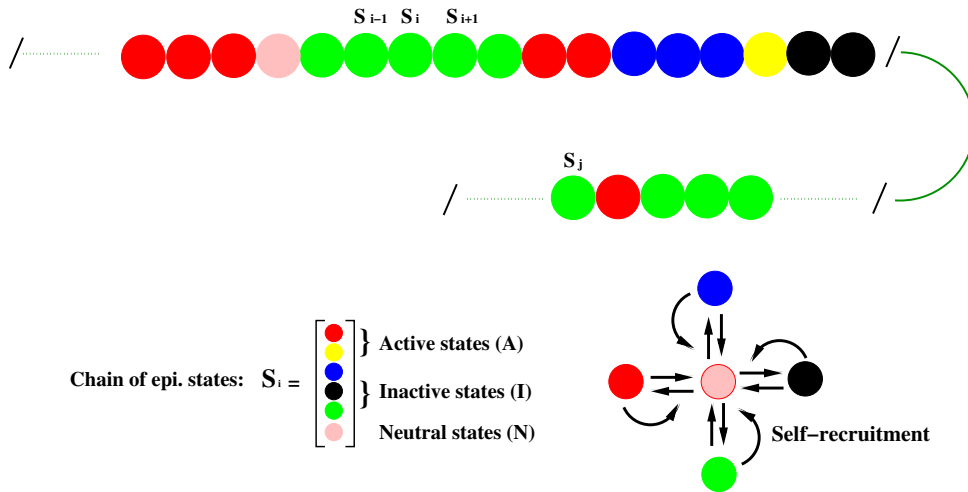 S i−1 S i S i+1
S j
Active states (A)
Chain of epi. states: S i = Inactive states (I)
Neutral states (N)
Self−recruitment